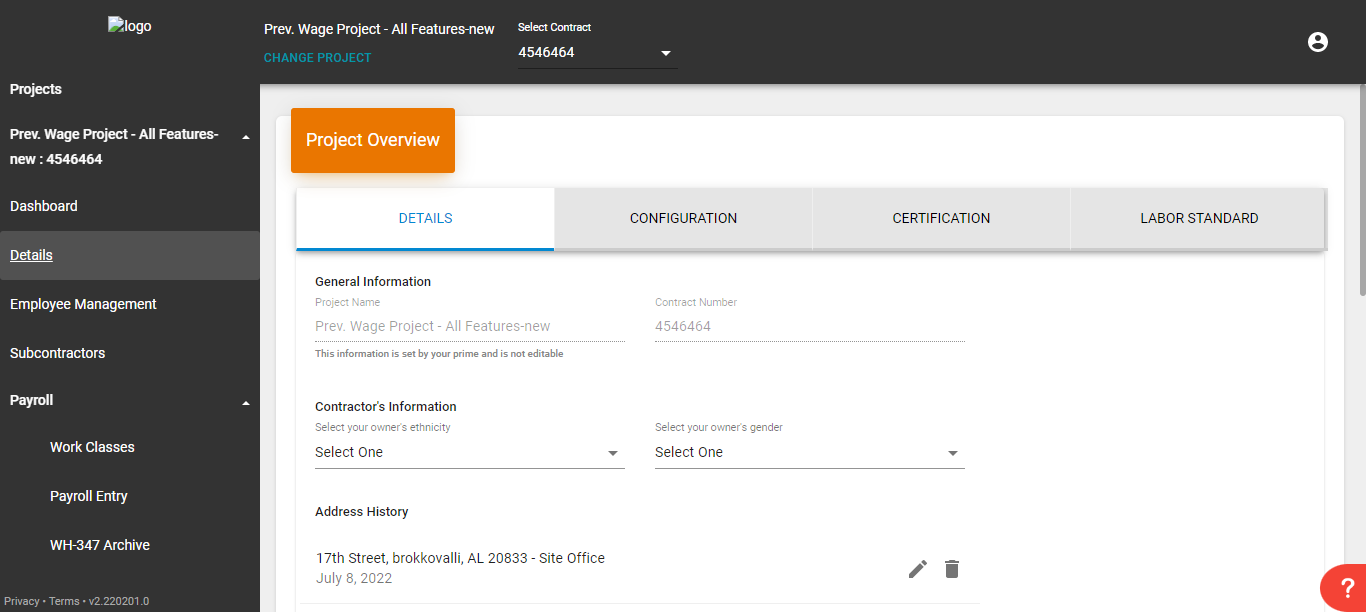 logo
Prev. Wage Project - All Features-new
CHANGE PROJECT
Select Contract
4546464
Projects
Prev. Wage Project - All Features-
new : 4546464
Dashboard
Details
Employee Management
Subcontractors
Payroll
Work Classes
Payroll Entry
WH-347 Archive
Privacy • Terms • v2.220201.0
Project Overview
DETAILS
CONFIGURATION
CERTIFICATION
LABOR STANDARD
General Information
Project Name
Contract Number
Prev. Wage Project - All Features-new
4546464
This information is set by your prime and is not editable
Contractor's Information
Select your owner's ethnicity
Select your owner's gender
Select One
Select One
Address History
17th Street, brokkovalli, AL 20833 - Site Office
July 8, 2022
?